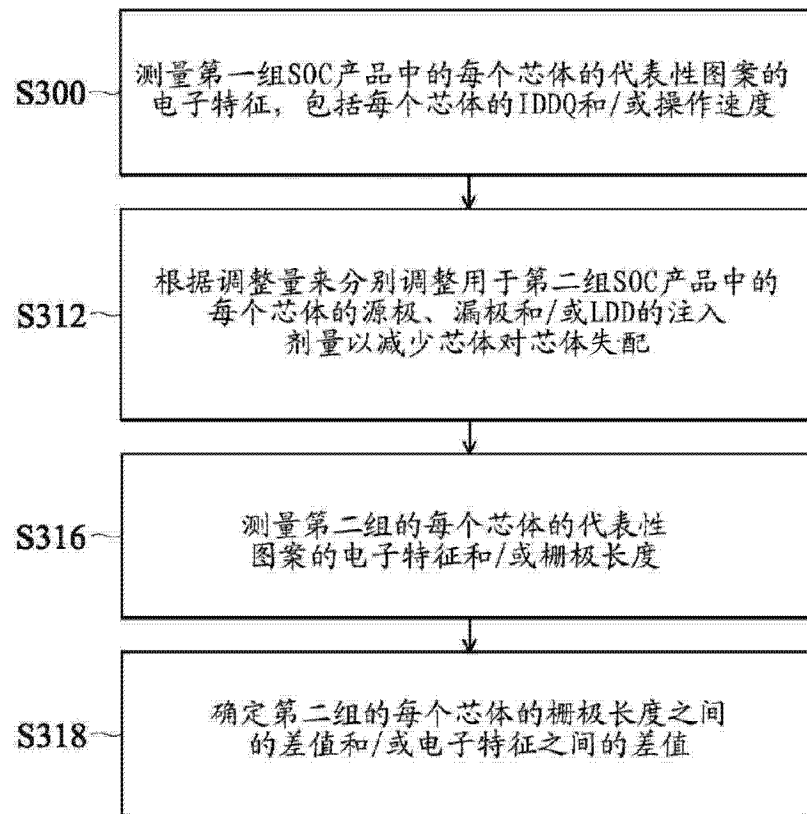 S300
测量第一组SOC产品中的每个芯体的代表性图案的
电子特征，包括每个芯体的IDDQ和/或操作速度
S312
根据调整量来分别调整用于第二组SOC产品中的
每个芯体的源极、漏极和/或LDD的注入
剂量以减少芯体对芯体失配
S316
测量第二组的每个芯体的代表性
图案的电子特征和/或栅极长度
S318
确定第二组的每个芯体的栅极长度之间
的差值和/或电子特征之间的差值